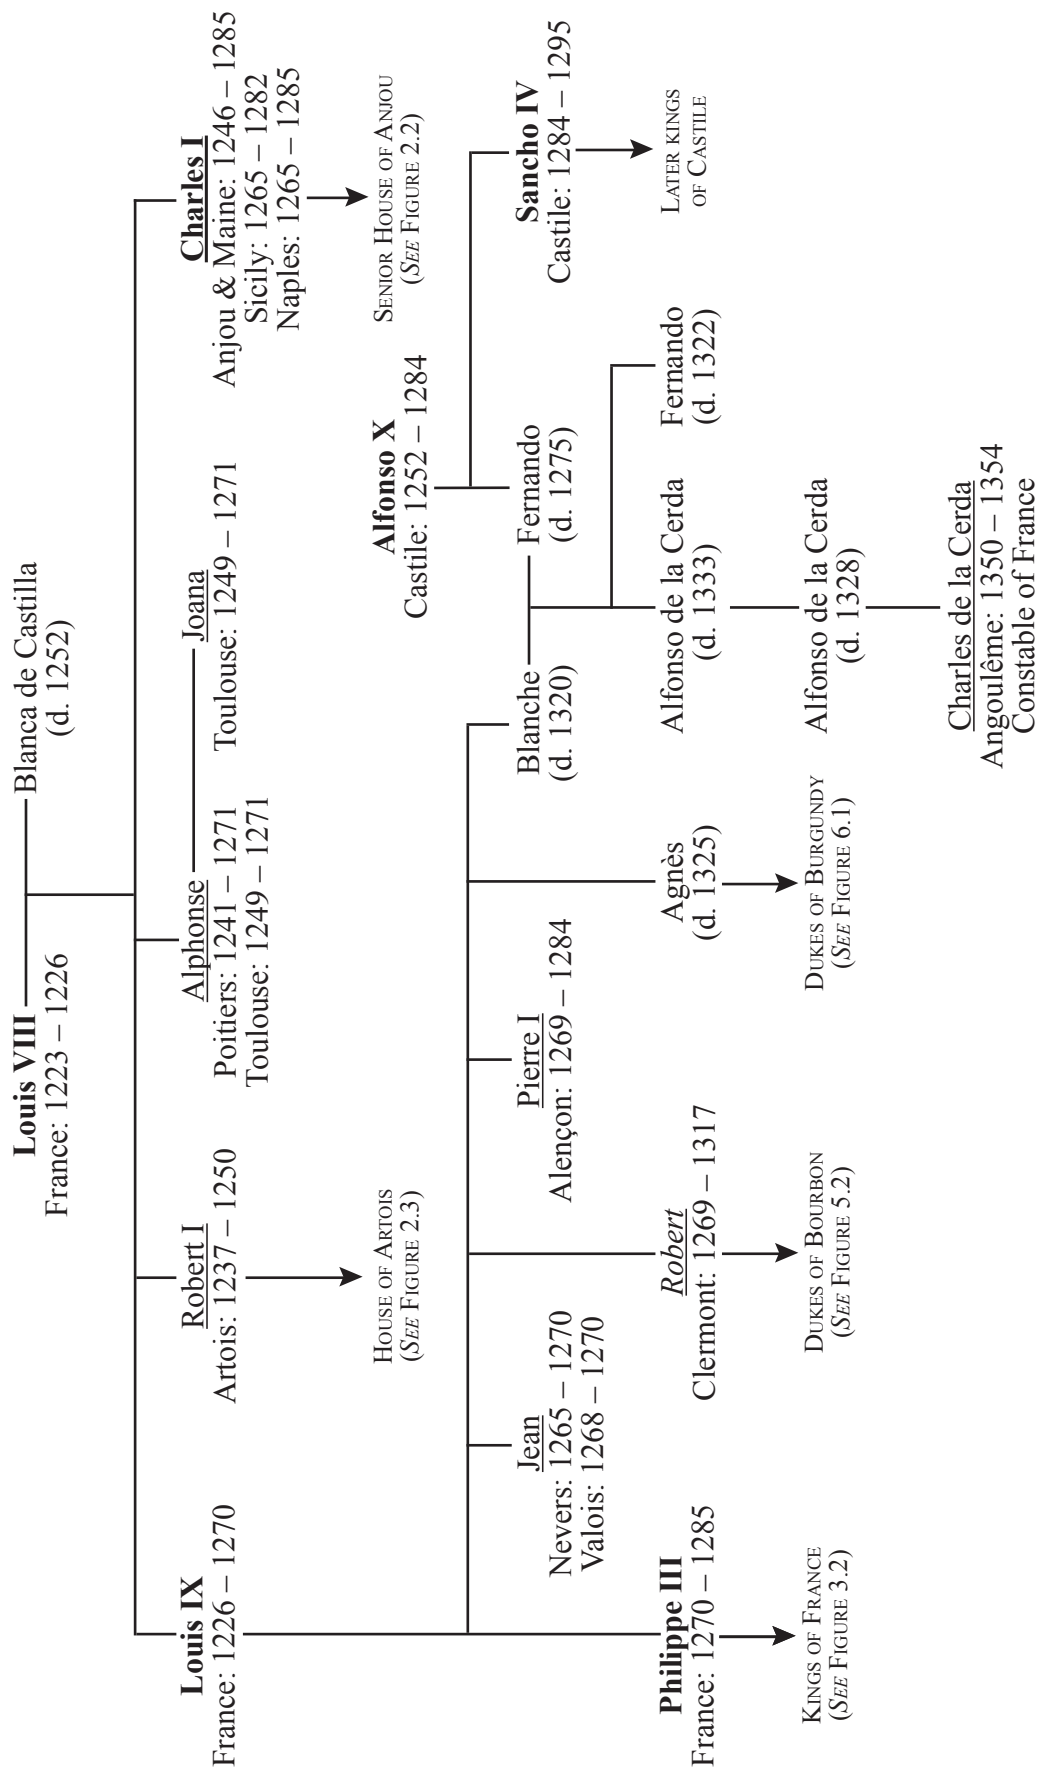 Louis VIII
France: 1223 – 1226
Blanca de Castilla
(d. 1252)
Louis IX
France: 1226 – 1270
Robert I
Artois: 1237 – 1250
HOUSE OF ARTOIS
(SEE FIGURE 2.3)
Alphonse
Poitiers: 1241 – 1271
Toulouse: 1249 – 1271
Joana
Toulouse: 1249 – 1271
Charles I
Anjou & Maine: 1246 – 1285
Sicily: 1265 – 1282
Naples: 1265 – 1285
SENIOR HOUSE OF ANJOU
(SEE FIGURE 2.2)
Alfonso X
Castile: 1252 – 1284
Jean
Nevers: 1265 – 1270
Valois: 1268 – 1270
Pierre I
Alençon: 1269 – 1284
Blanche
(d. 1320)
Fernando
(d. 1275)
Sancho IV
Castile: 1284 – 1295
LATER KINGS
OF CASTILE
Philippe III
France: 1270 – 1285
KINGS OF FRANCE
(SEE FIGURE 3.2)
Robert
Clermont: 1269 – 1317
DUKES OF BOURBON
(SEE FIGURE 5.2)
Agnès
(d. 1325)
DUKES OF BURGUNDY
(SEE FIGURE 6.1)
Alfonso de la Cerda
(d. 1333)
Fernando
(d. 1322)
Alfonso de la Cerda
(d. 1328)
Charles de la Cerda
Angoulême: 1350 – 1354
Constable of France